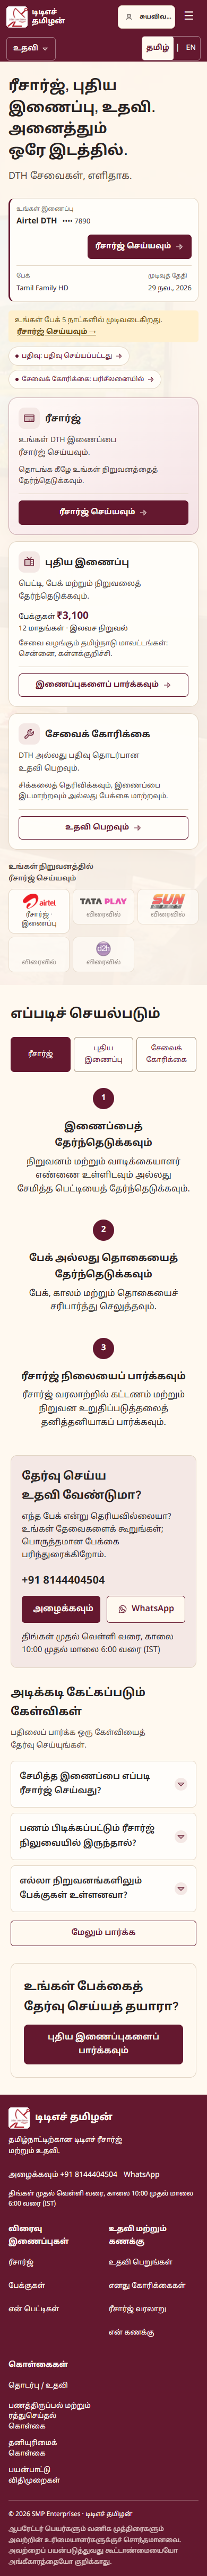 டிடிஎச்
தமிழன்
சுயவிவ...
☰
உதவி
தமிழ் | EN
ரீசார்ஜ், புதிய
இணைப்பு, உதவி.
அனைத்தும்
ஒரே இடத்தில்.
DTH சேவைகள், எளிதாக.
உங்கள் இணைப்பு
Airtel DTH •••• 7890
ரீசார்ஜ் செய்யவும் →
பேக்
முடிவுத் தேதி
Tamil Family HD
29 நவ., 2026
உங்கள் பேக் 5 நாட்களில் முடிவடைகிறது.
ரீசார்ஜ் செய்யவும் →
• பதிவு: பதிவு செய்யப்பட்டது →
• சேவைக் கோரிக்கை: பரிசீலனையில் →
ரீசார்ஜ்
உங்கள் DTH இணைப்பை
ரீசார்ஜ் செய்யவும்.
தொடங்க கீழே உங்கள் நிறுவனத்தைத்
தேர்ந்தெடுக்கவும்.
ரீசார்ஜ் செய்யவும் →
புதிய இணைப்பு
பெட்டி, பேக் மற்றும் நிறுவலைத்
தேர்ந்தெடுக்கவும்.
பேக்குகள் ₹3,100
12 மாதங்கள் · இலவச நிறுவல்
சேவை வழங்கும் தமிழ்நாடு மாவட்டங்கள்:
சென்னை, கள்ளக்குறிச்சி.
இணைப்புகளைப் பார்க்கவும் →
சேவைக் கோரிக்கை
DTH அல்லது பதிவு தொடர்பான
உதவி பெறவும்.
சிக்கலைத் தெரிவிக்கவும், இணைப்பை
இடமாற்றவும் அல்லது பேக்கை மாற்றவும்.
உதவி பெறவும் →
உங்கள் நிறுவனத்தில்
ரீசார்ஜ் செய்யவும்
airtel
TATA PLAY
SUN
ரீசார்ஜ் ·
இணைப்பு
விரைவில்
விரைவில்
d2h
விரைவில்
விரைவில்
எப்படிச் செயல்படும்
ரீசார்ஜ்
புதிய
இணைப்பு
சேவைக்
கோரிக்கை
1
இணைப்பைத்
தேர்ந்தெடுக்கவும்
நிறுவனம் மற்றும் வாடிக்கையாளர்
எண்ணை உள்ளிடவும் அல்லது
சேமித்த பெட்டியைத் தேர்ந்தெடுக்கவும்.
2
பேக் அல்லது தொகையைத்
தேர்ந்தெடுக்கவும்
பேக், காலம் மற்றும் தொகையைச்
சரிபார்த்து செலுத்தவும்.
3
ரீசார்ஜ் நிலையைப் பார்க்கவும்
ரீசார்ஜ் வரலாற்றில் கட்டணம் மற்றும்
நிறுவன உறுதிப்படுத்தலைத்
தனித்தனியாகப் பார்க்கவும்.
தேர்வு செய்ய
உதவி வேண்டுமா?
எந்த பேக் என்று தெரியவில்லையா?
உங்கள் தேவைகளைக் கூறுங்கள்;
பொருத்தமான பேக்கை
பரிந்துரைக்கிறோம்.
+91 8144404504
அழைக்கவும்
WhatsApp
திங்கள் முதல் வெள்ளி வரை, காலை
10:00 முதல் மாலை 6:00 வரை (IST)
அடிக்கடி கேட்கப்படும்
கேள்விகள்
பதிலைப் பார்க்க ஒரு கேள்வியைத்
தேர்வு செய்யுங்கள்.
சேமித்த இணைப்பை எப்படி
ரீசார்ஜ் செய்வது?
பணம் பிடிக்கப்பட்டும் ரீசார்ஜ்
நிலுவையில் இருந்தால்?
எல்லா நிறுவனங்களிலும்
பேக்குகள் உள்ளனவா?
மேலும் பார்க்க
உங்கள் பேக்கைத்
தேர்வு செய்யத் தயாரா?
புதிய இணைப்புகளைப்
பார்க்கவும்
டிடிஎச் தமிழன்
தமிழ்நாட்டிற்கான டிடிஎச் ரீசார்ஜ்
மற்றும் உதவி.
அழைக்கவும் +91 8144404504 WhatsApp
திங்கள் முதல் வெள்ளி வரை, காலை 10:00 முதல் மாலை
6:00 வரை (IST)
விரைவு
இணைப்புகள்
உதவி மற்றும்
கணக்கு
ரீசார்ஜ்
உதவி பெறுங்கள்
பேக்குகள்
எனது கோரிக்கைகள்
என் பெட்டிகள்
ரீசார்ஜ் வரலாறு
என் கணக்கு
கொள்கைகள்
தொடர்பு / உதவி
பணத்திருப்பல் மற்றும்
ரத்துசெய்தல்
கொள்கை
தனியுரிமைக்
கொள்கை
பயன்பாட்டு
விதிமுறைகள்
© 2026 SMP Enterprises · டிடிஎச் தமிழன்
ஆபரேட்டர் பெயர்களும் வணிக முத்திரைகளும்
அவற்றின் உரிமையாளர்களுக்குச் சொந்தமானவை.
அவற்றைப் பயன்படுத்துவது கூட்டாண்மையையோ
அங்கீகாரத்தையோ குறிக்காது.